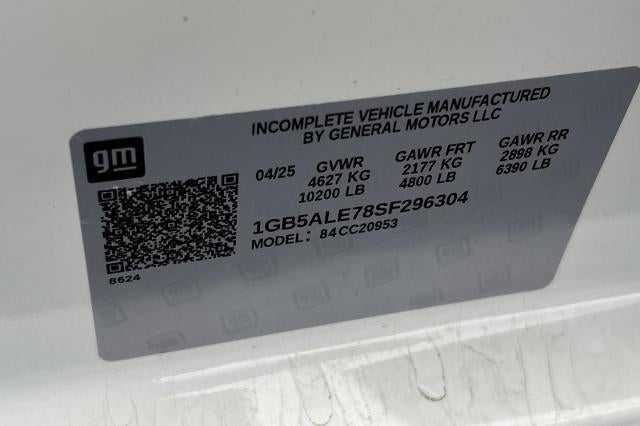 INCOMPLETE VEHICLE MANUFACTURED
BY GENERAL MOTORS LLC
gm
04/25 GVWR GAWR FRT GAWR RR
4627 KG 2177 KG 2898 KG
10200 LB 4800 LB 6390 LB
1GB5ALE78SF296304
MODEL: 84CC20953
8624